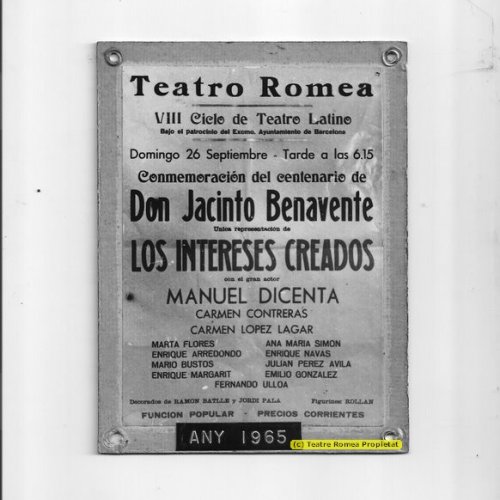 Teatro Romea
VIII Ciclo de Teatro Latino
Bajo el patrocicio del Excmo. Ayuntamiento de Barcelona
Domingo 26 Septiembre - Tarde a las 6.15
Conmemoración del centenario de
Don Jacinto Benavente
Unica representación de
LOS INTERESES CREADOS
con el gran actor
MANUEL DICENTA
CARMEN CONTRERAS
CARMEN LOPEZ LAGAR
MARTA FLORES ANA MARIA SIMON
ENRIQUE ARREDONDO ENRIQUE NAVAS
MARIO BUSTOS JULIAN PEREZ AVILA
ENRIQUE MARGARIT EMILIO GONZALEZ
FERNANDO ULLOA
Decorados de RAMON BATLLE y JORDI PALA Figurines: ROLLAN
FUNCION POPULAR - PRECIOS CORRIENTES
ANY 1965
(c) Teatre Romea Propietat